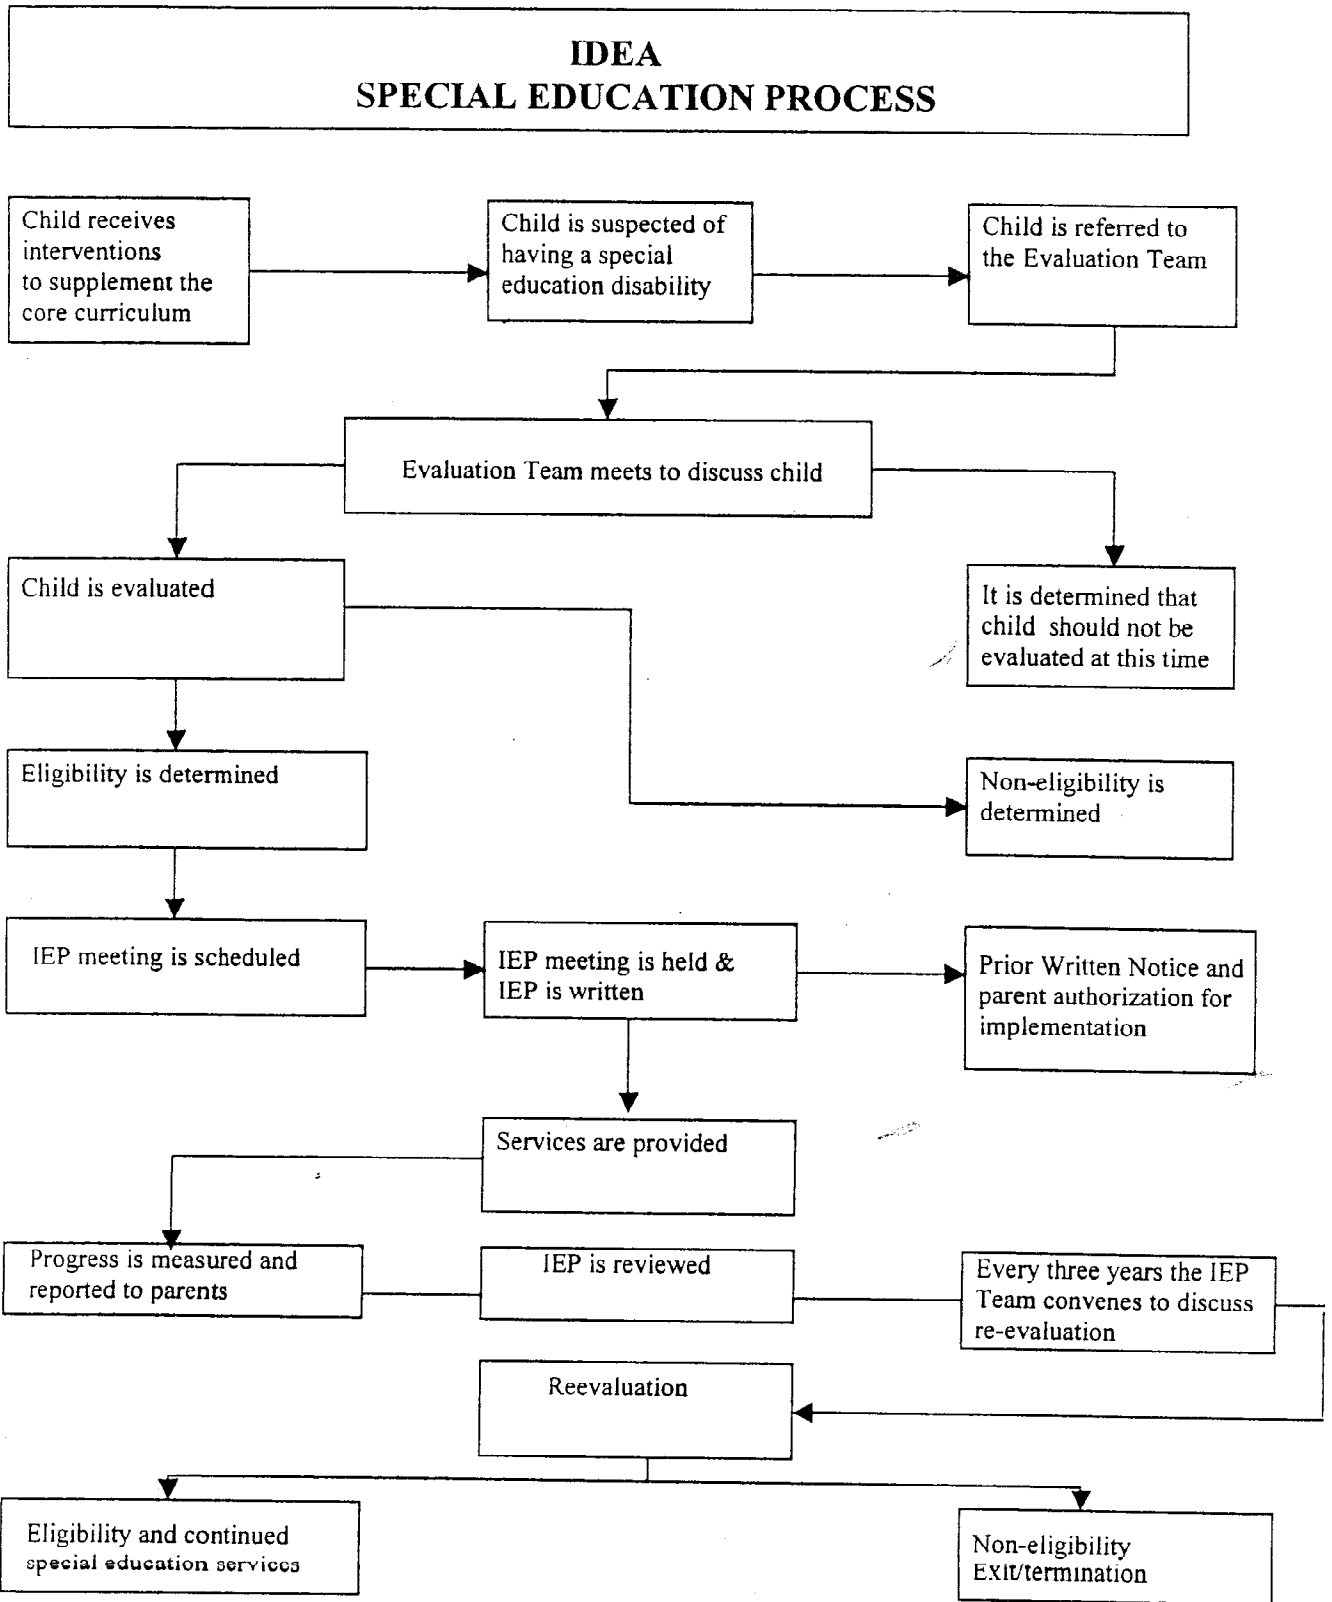 IDEA
SPECIAL EDUCATION PROCESS
Child receives
interventions
to supplement the
core curriculum
Child is suspected of
having a special
education disability
Child is referred to
the Evaluation Team
Evaluation Team meets to discuss child
Child is evaluated
It is determined that
child should not be
evaluated at this time
Eligibility is determined
Non-eligibility is
determined
IEP meeting is scheduled
IEP meeting is held &
IEP is written
Prior Written Notice and
parent authorization for
implementation
Services are provided
Progress is measured and
reported to parents
IEP is reviewed
Every three years the IEP
Team convenes to discuss
re-evaluation
Reevaluation
Eligibility and continued
special education services
Non-eligibility
Exit/termination